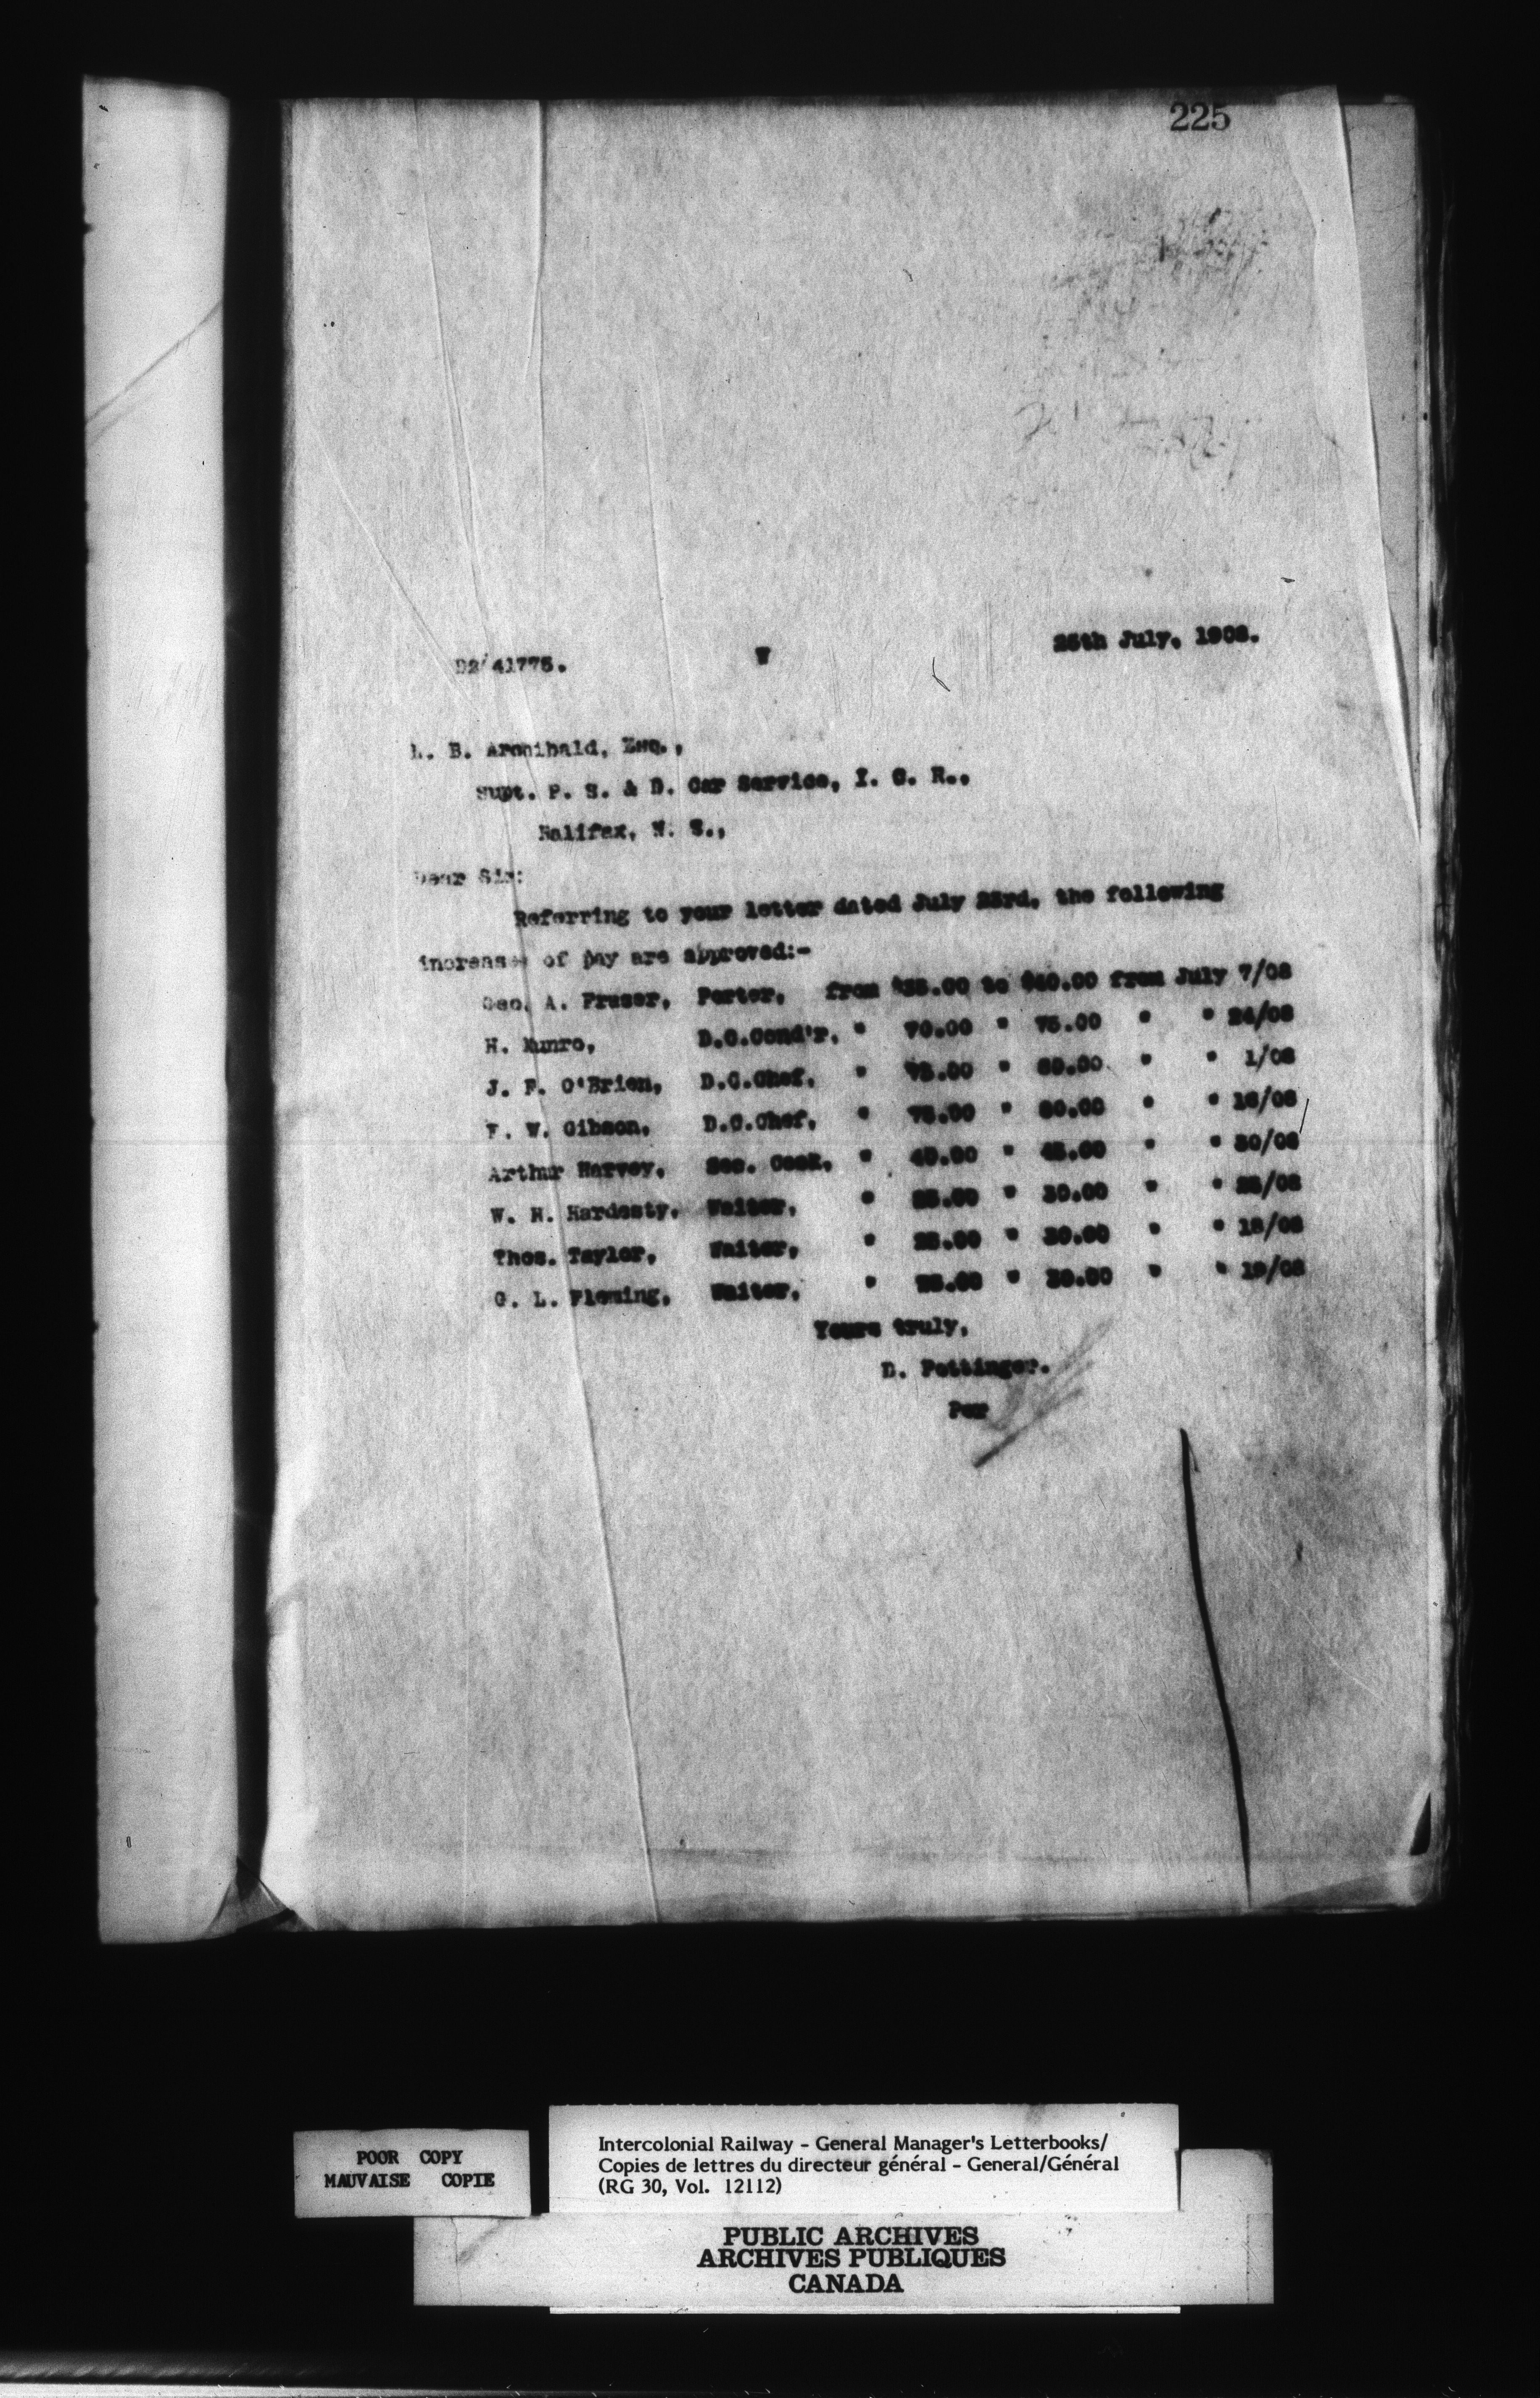 225
D2/41775. W 25th July, 1908.
L. B. Archibald, Esq.,
Supt. P. S. & D. Car Service, I. C. R.,
Halifax, N. S.,
Dear Sir:
Referring to your letter dated July 23rd, the following
increases of pay are approved:-
Geo. A. Fraser, Porter, from $35.00 to $40.00 from July 7/08
H. Munro, D.C.Cond'r, " 70.00 " 75.00 " " 24/08
J. F. O'Brien, D.C.Chef, " 75.00 " 80.00 " " 1/08
F. W. Gibson, D.C.Chef, " 75.00 " 80.00 " " 16/08
Arthur Harvey, Sec. Cook, " 40.00 " 45.00 " " 30/08
W. H. Hardesty, Waiter, " 25.00 " 30.00 " " /08
Thos. Taylor, Waiter, " 25.00 " 30.00 " " 18/08
G. L. Fleming, Waiter, " 25.00 " 30.00 " " 19/08
Yours truly,
D. Pottinger.
Per
POOR COPY
MAUVAISE COPIE
Intercolonial Railway - General Manager's Letterbooks/
Copies de lettres du directeur général - General/Général
(RG 30, Vol. 12112)
PUBLIC ARCHIVES
ARCHIVES PUBLIQUES
CANADA